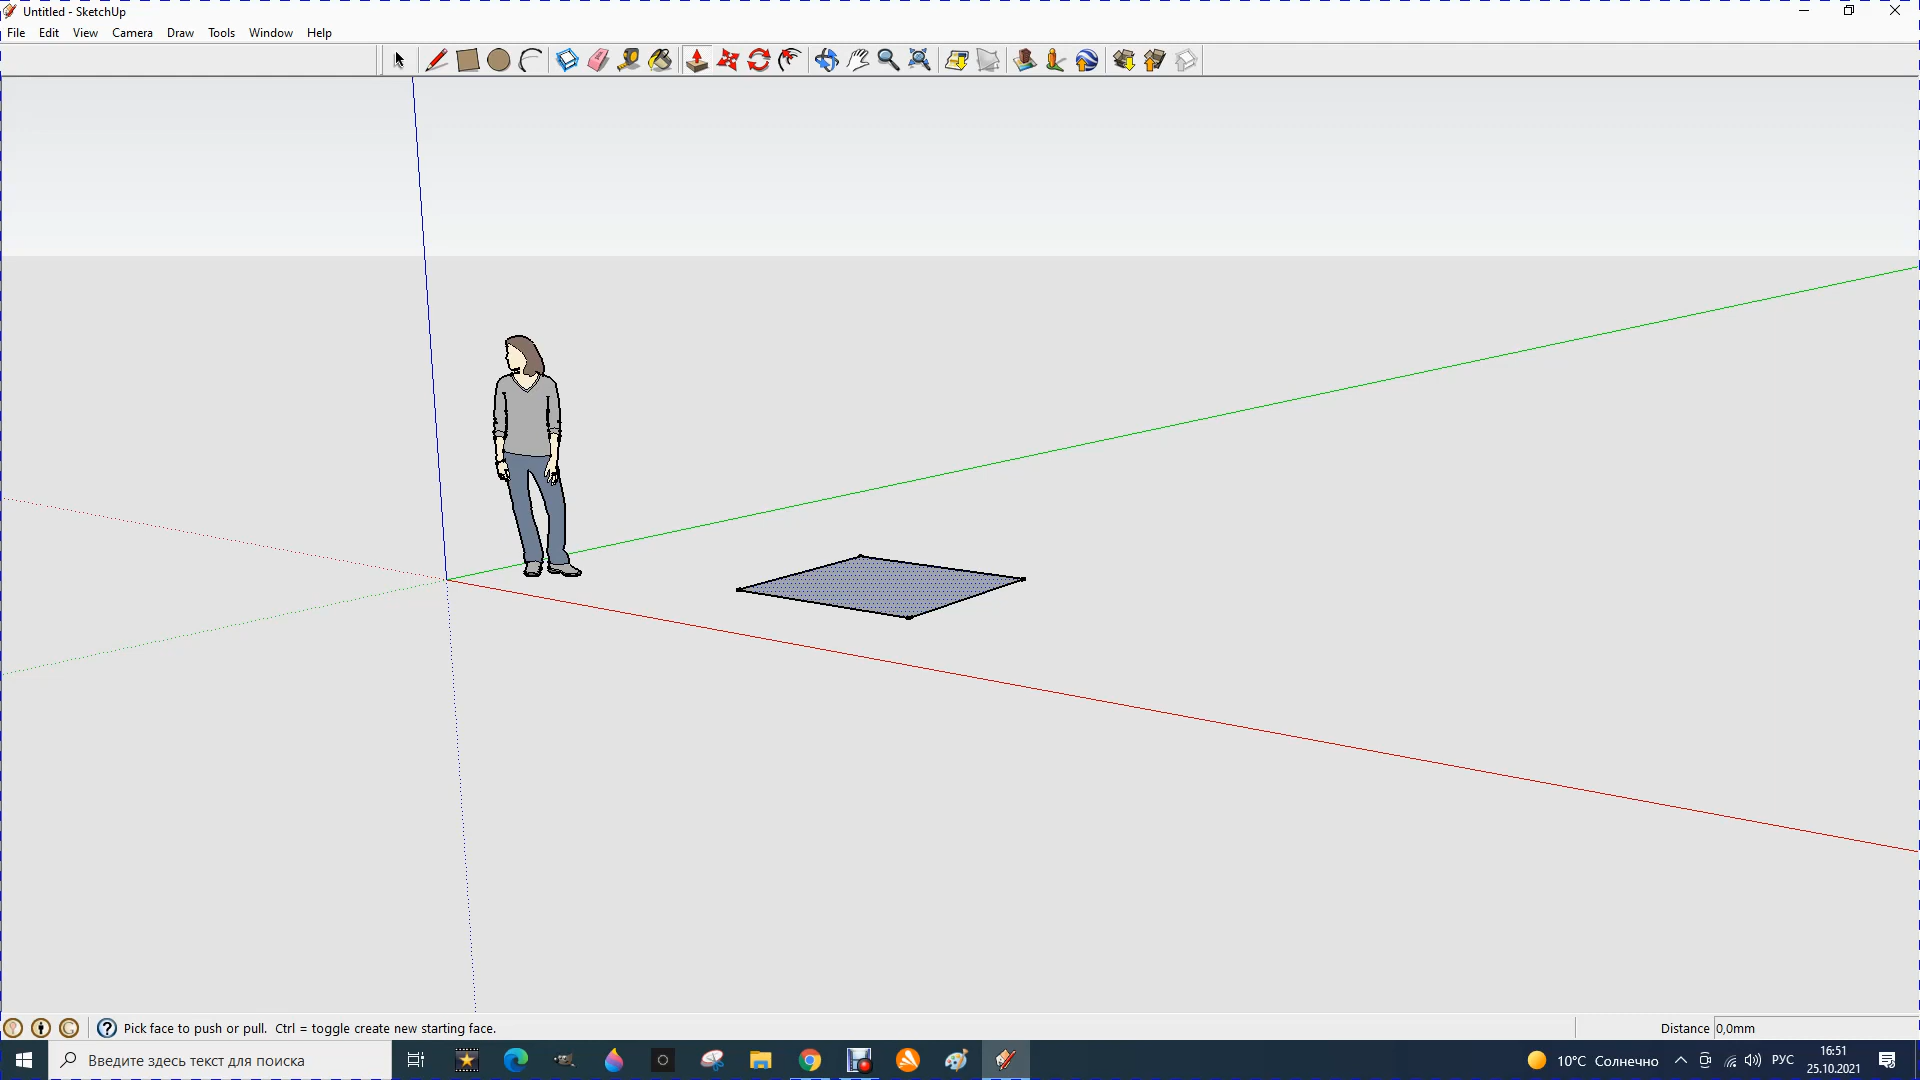 Untitled - SketchUp
File Edit View Camera Draw Tools Window Help
Pick face to push or pull. Ctrl = toggle create new starting face.
Distance 0,0mm
Введите здесь текст для поиска
10°C Солнечно
РУС
16:51
25.10.2021